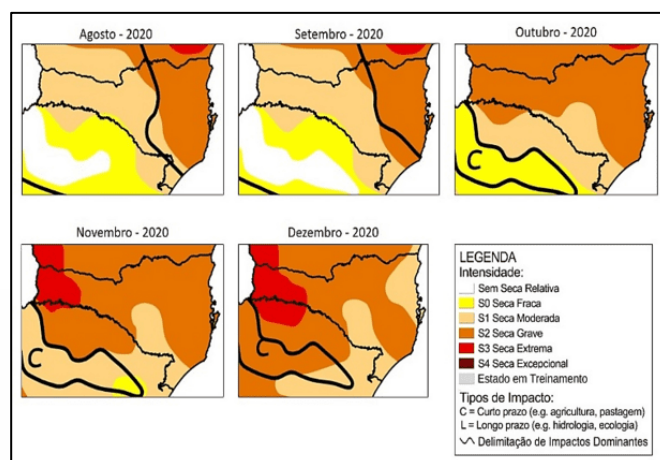 Agosto - 2020
Setembro - 2020
Outubro - 2020
C
Novembro - 2020
Dezembro - 2020
C
C
LEGENDA
Intensidade:
Sem Seca Relativa
S0 Seca Fraca
S1 Seca Moderada
S2 Seca Grave
S3 Seca Extrema
S4 Seca Excepcional
Estado em Treinamento
Tipos de Impacto:
C = Curto prazo (e.g. agricultura, pastagem)
L = Longo prazo (e.g. hidrologia, ecologia)
Delimitação de Impactos Dominantes